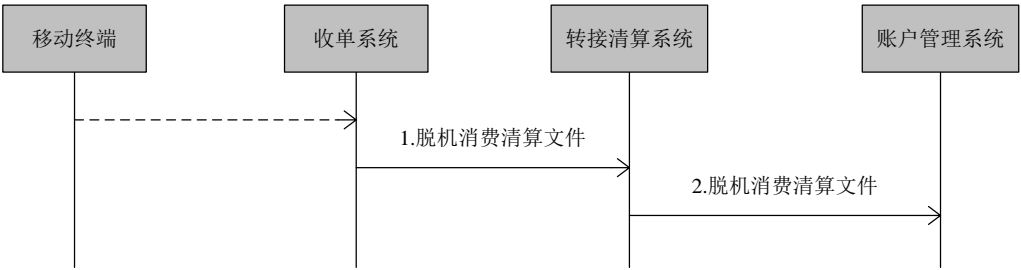 移动终端
收单系统
转接清算系统
账户管理系统
1.脱机消费清算文件
2.脱机消费清算文件